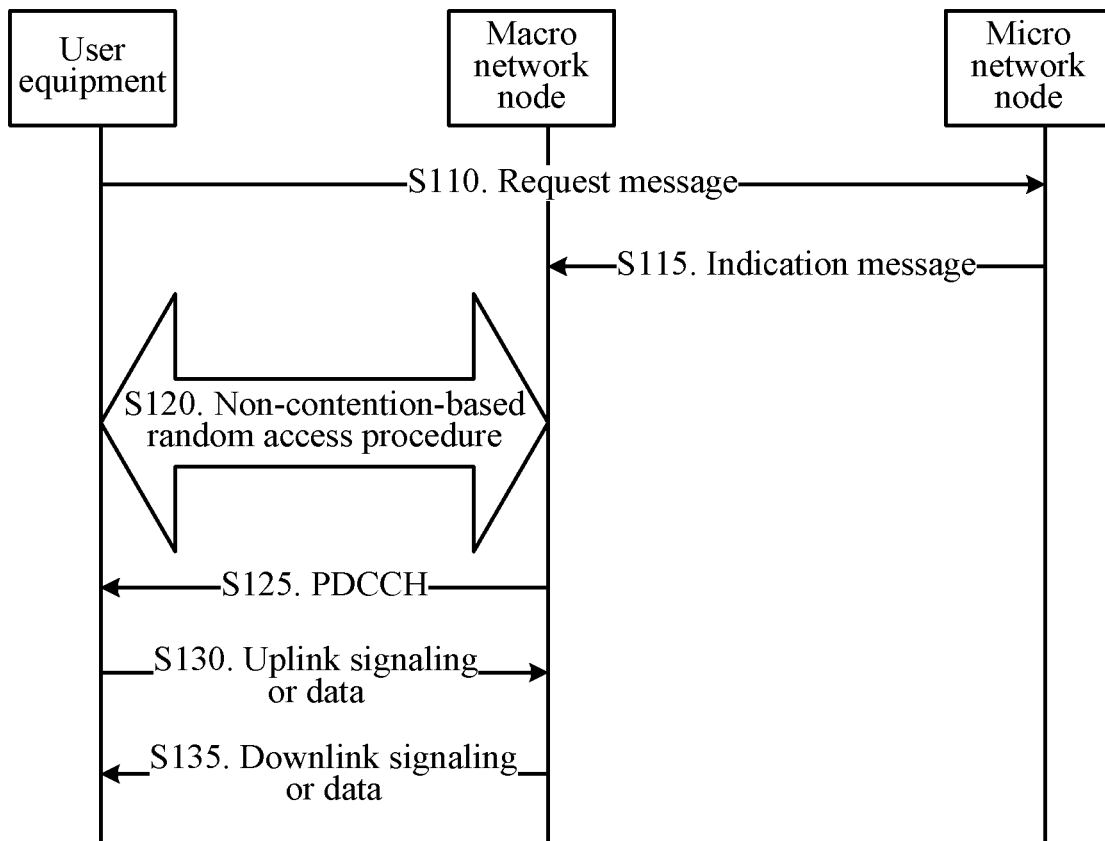 User
equipment
Macro
network
node
Micro
network
node
S110. Request message
S115. Indication message
S120. Non-contention-based
random access procedure
S125. PDCCH
S130. Uplink signaling
or data
S135. Downlink signaling
or data